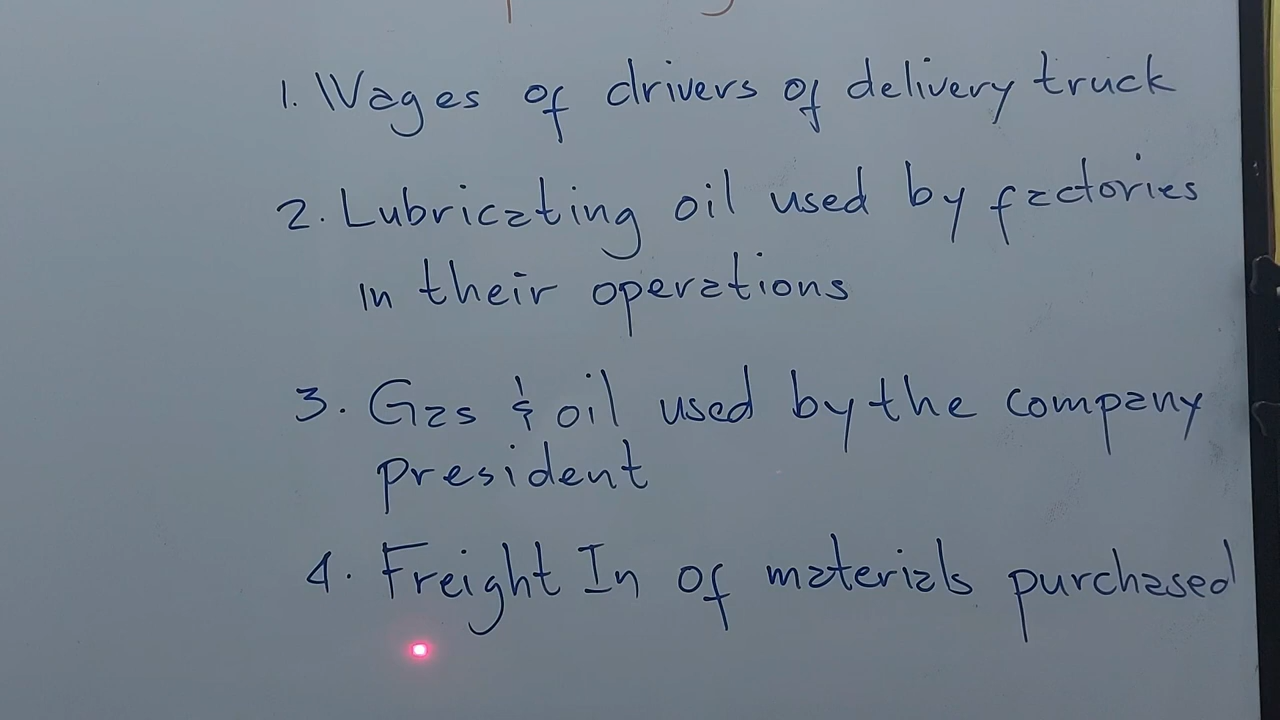 1. Wages of drivers of delivery truck
2. Lubricating oil used by factories
in their operations
3. Gas & oil used by the company
president
4. Freight In of materials purchased